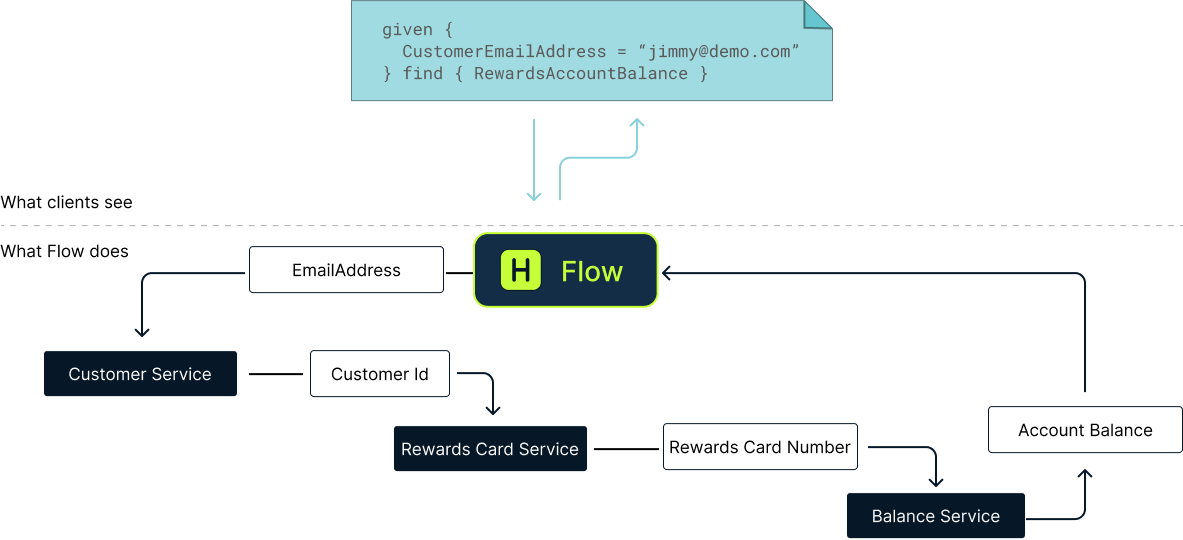 given {
CustomerEmailAddress = “jimmy@demo.com”
} find { RewardsAccountBalance }
What clients see
What Flow does
EmailAddress
H Flow
Customer Service
Customer Id
Rewards Card Service
Rewards Card Number
Account Balance
Balance Service